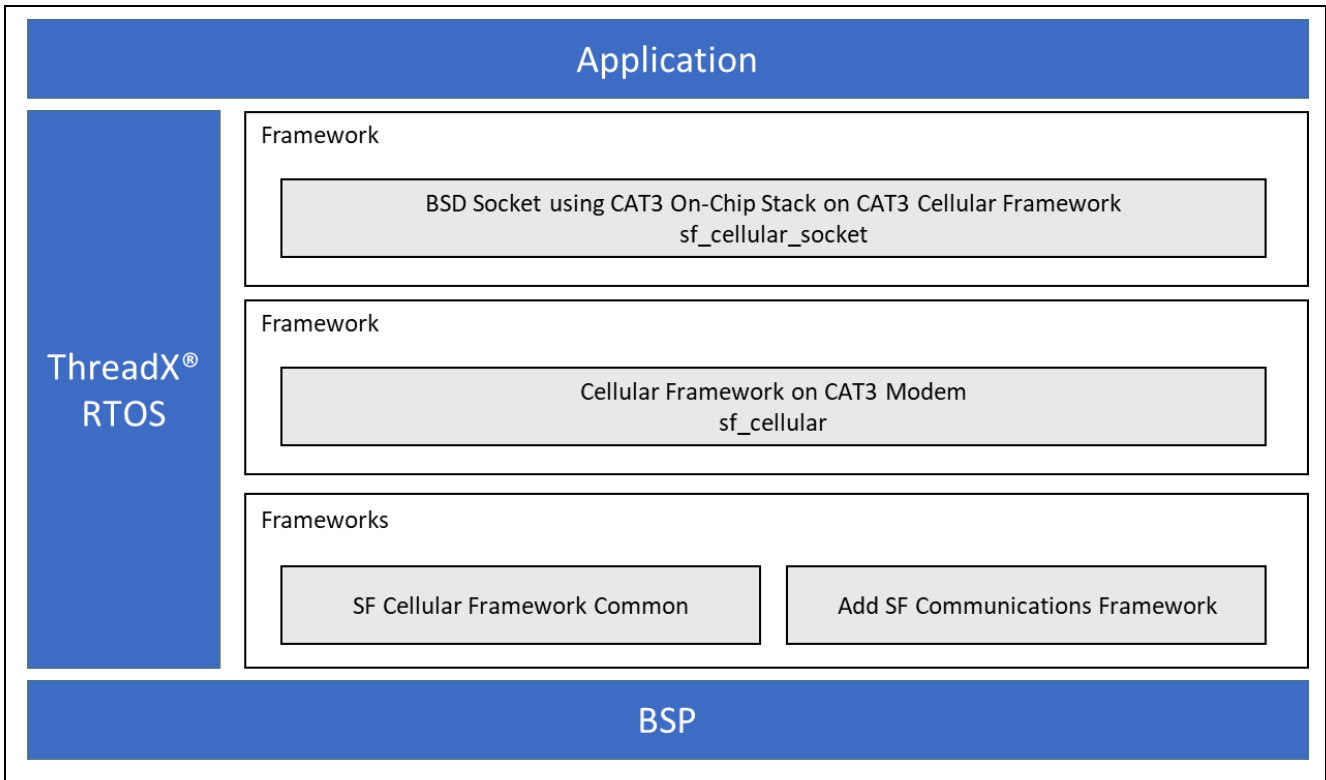 Application
ThreadX®
RTOS
Framework
BSD Socket using CAT3 On-Chip Stack on CAT3 Cellular Framework
sf_cellular_socket
Framework
Cellular Framework on CAT3 Modem
sf_cellular
Frameworks
SF Cellular Framework Common
Add SF Communications Framework
BSP